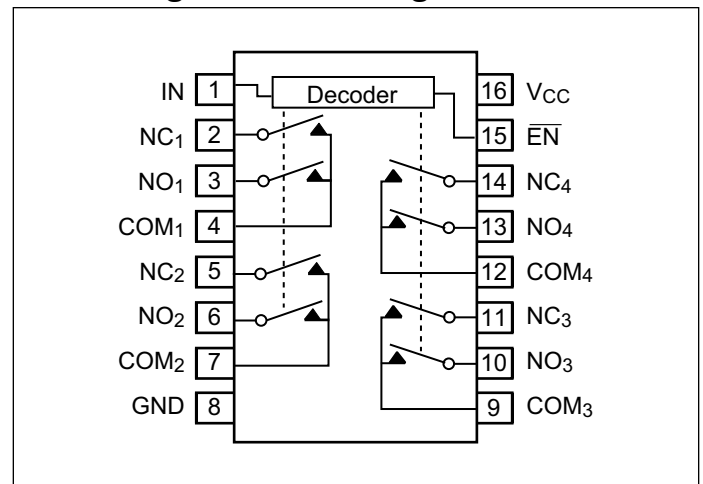 IN 1
NC1 2
NO1 3
COM1 4
NC2 5
NO2 6
COM2 7
GND 8
Decoder
16 VCC
15 E̅N̅
14 NC4
13 NO4
12 COM4
11 NC3
10 NO3
9 COM3